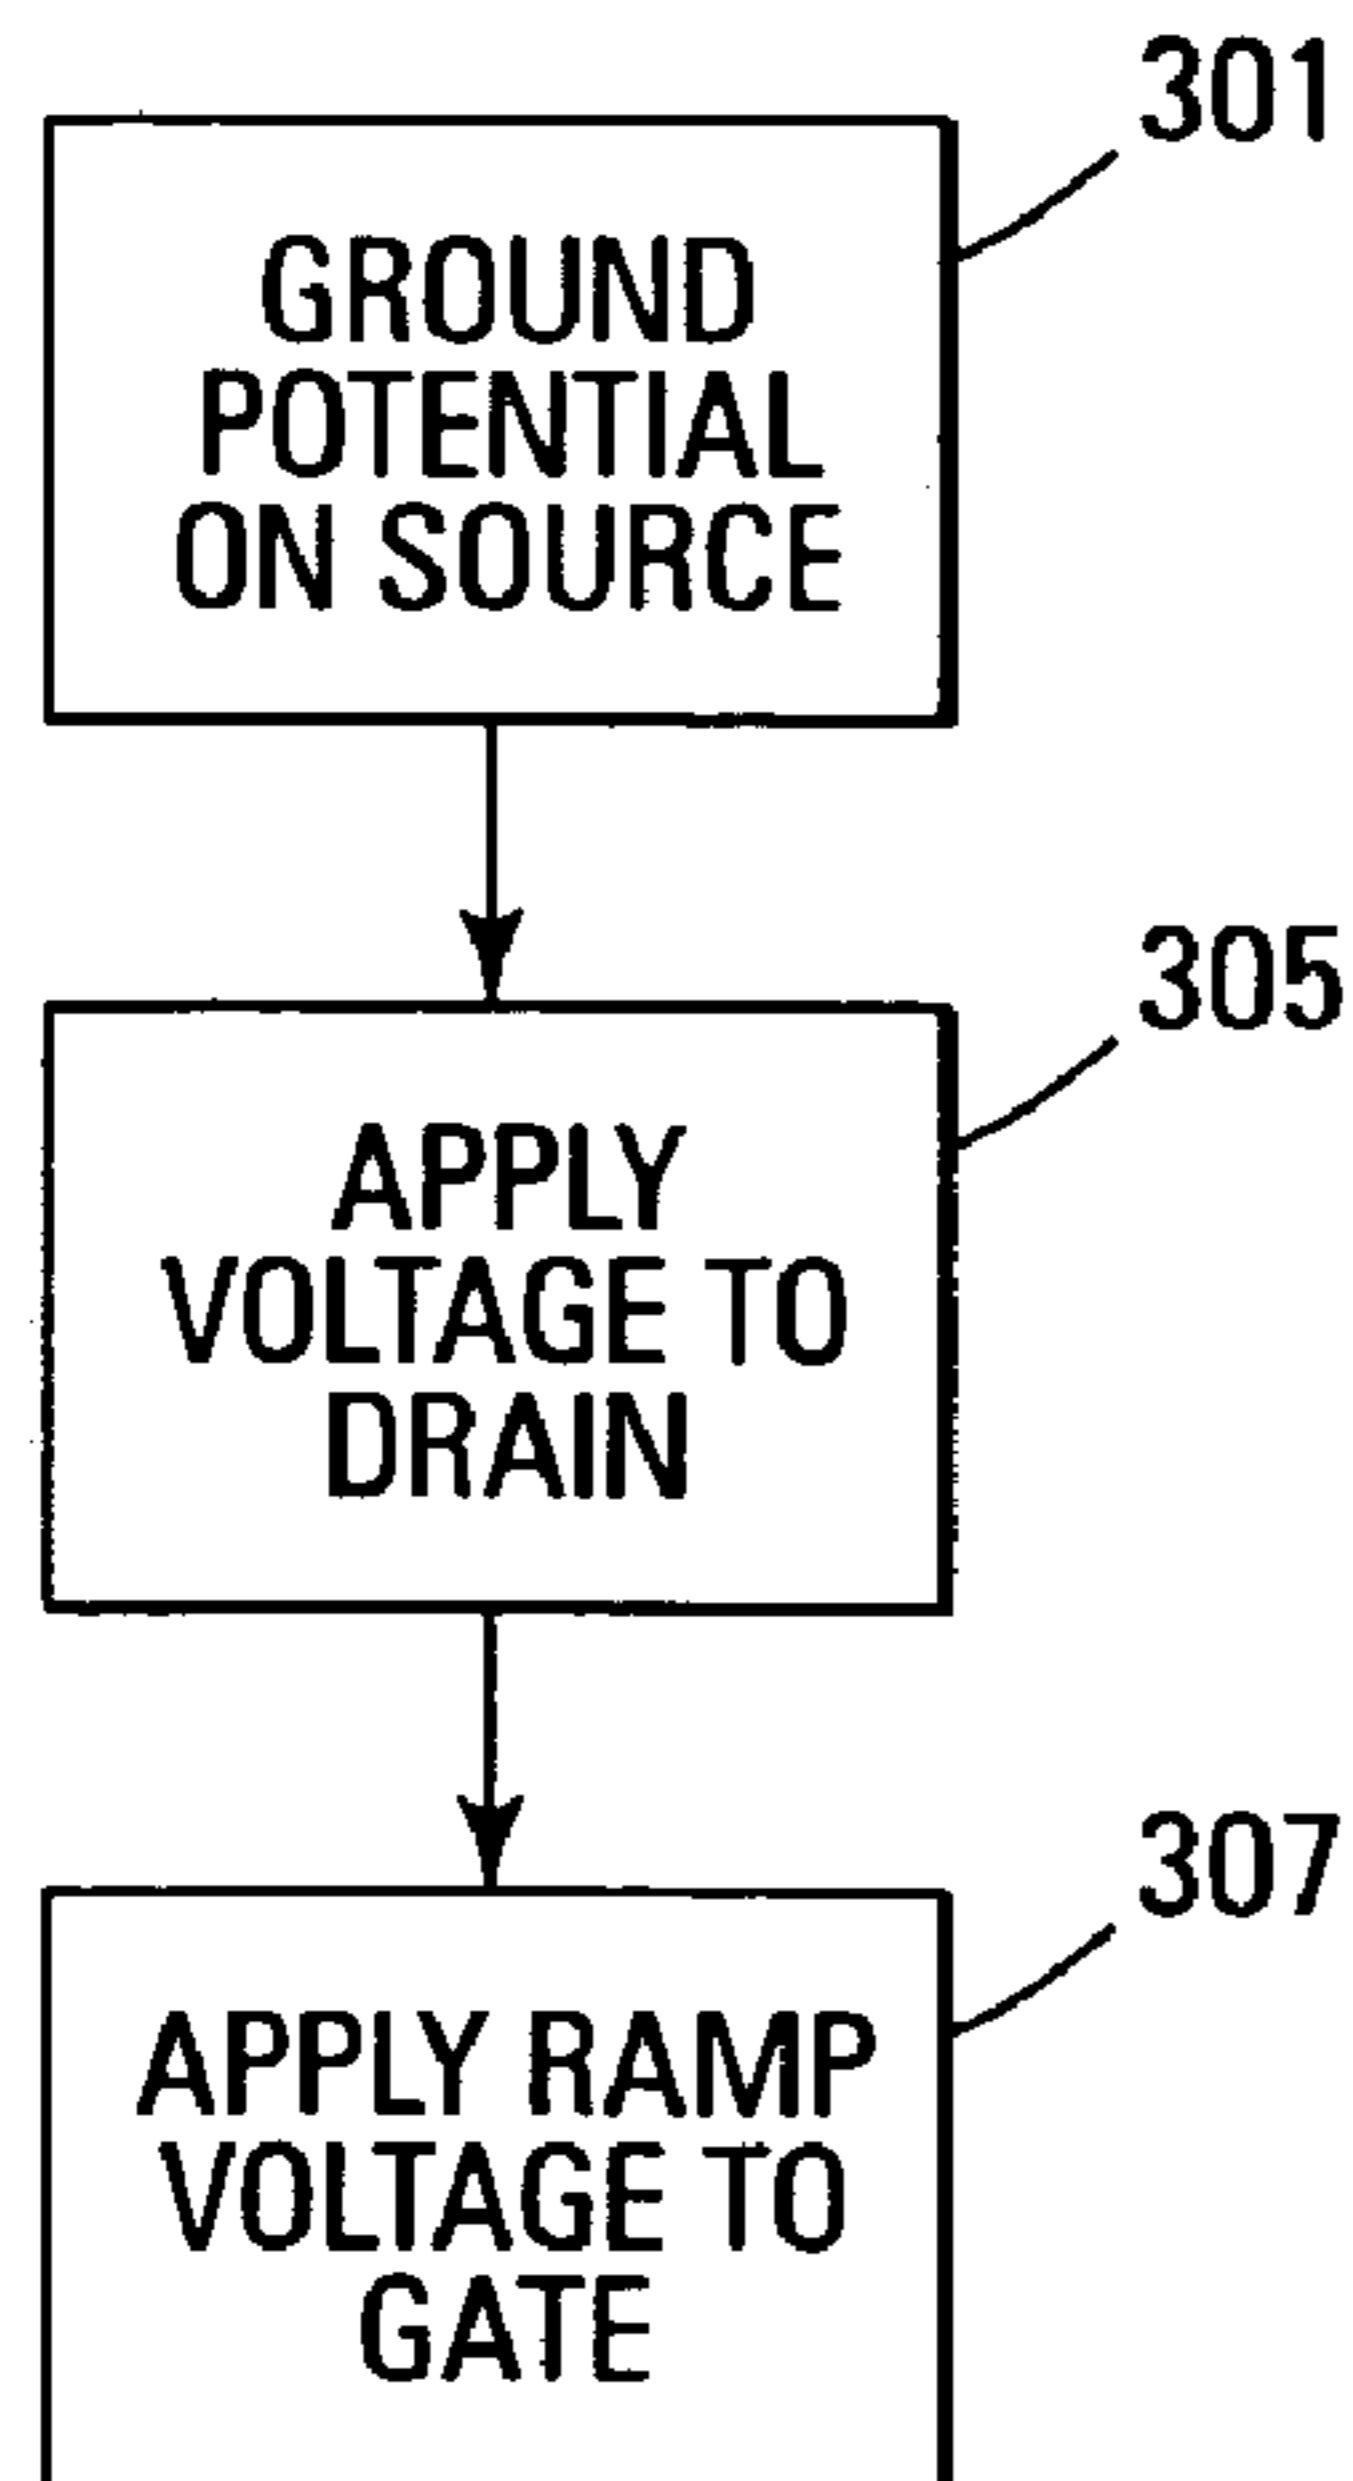 301
GROUND
POTENTIAL
ON SOURCE
305
APPLY
VOLTAGE TO
DRAIN
307
APPLY RAMP
VOLTAGE TO
GATE